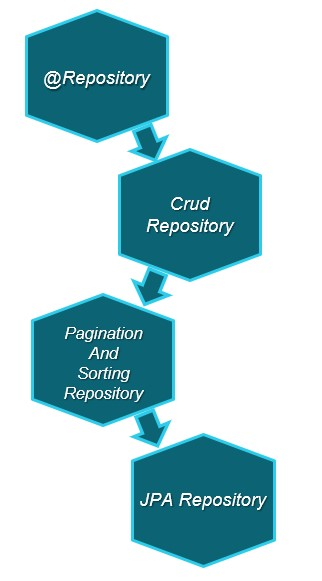 @Repository
Crud
Repository
Pagination
And
Sorting
Repository
JPA Repository